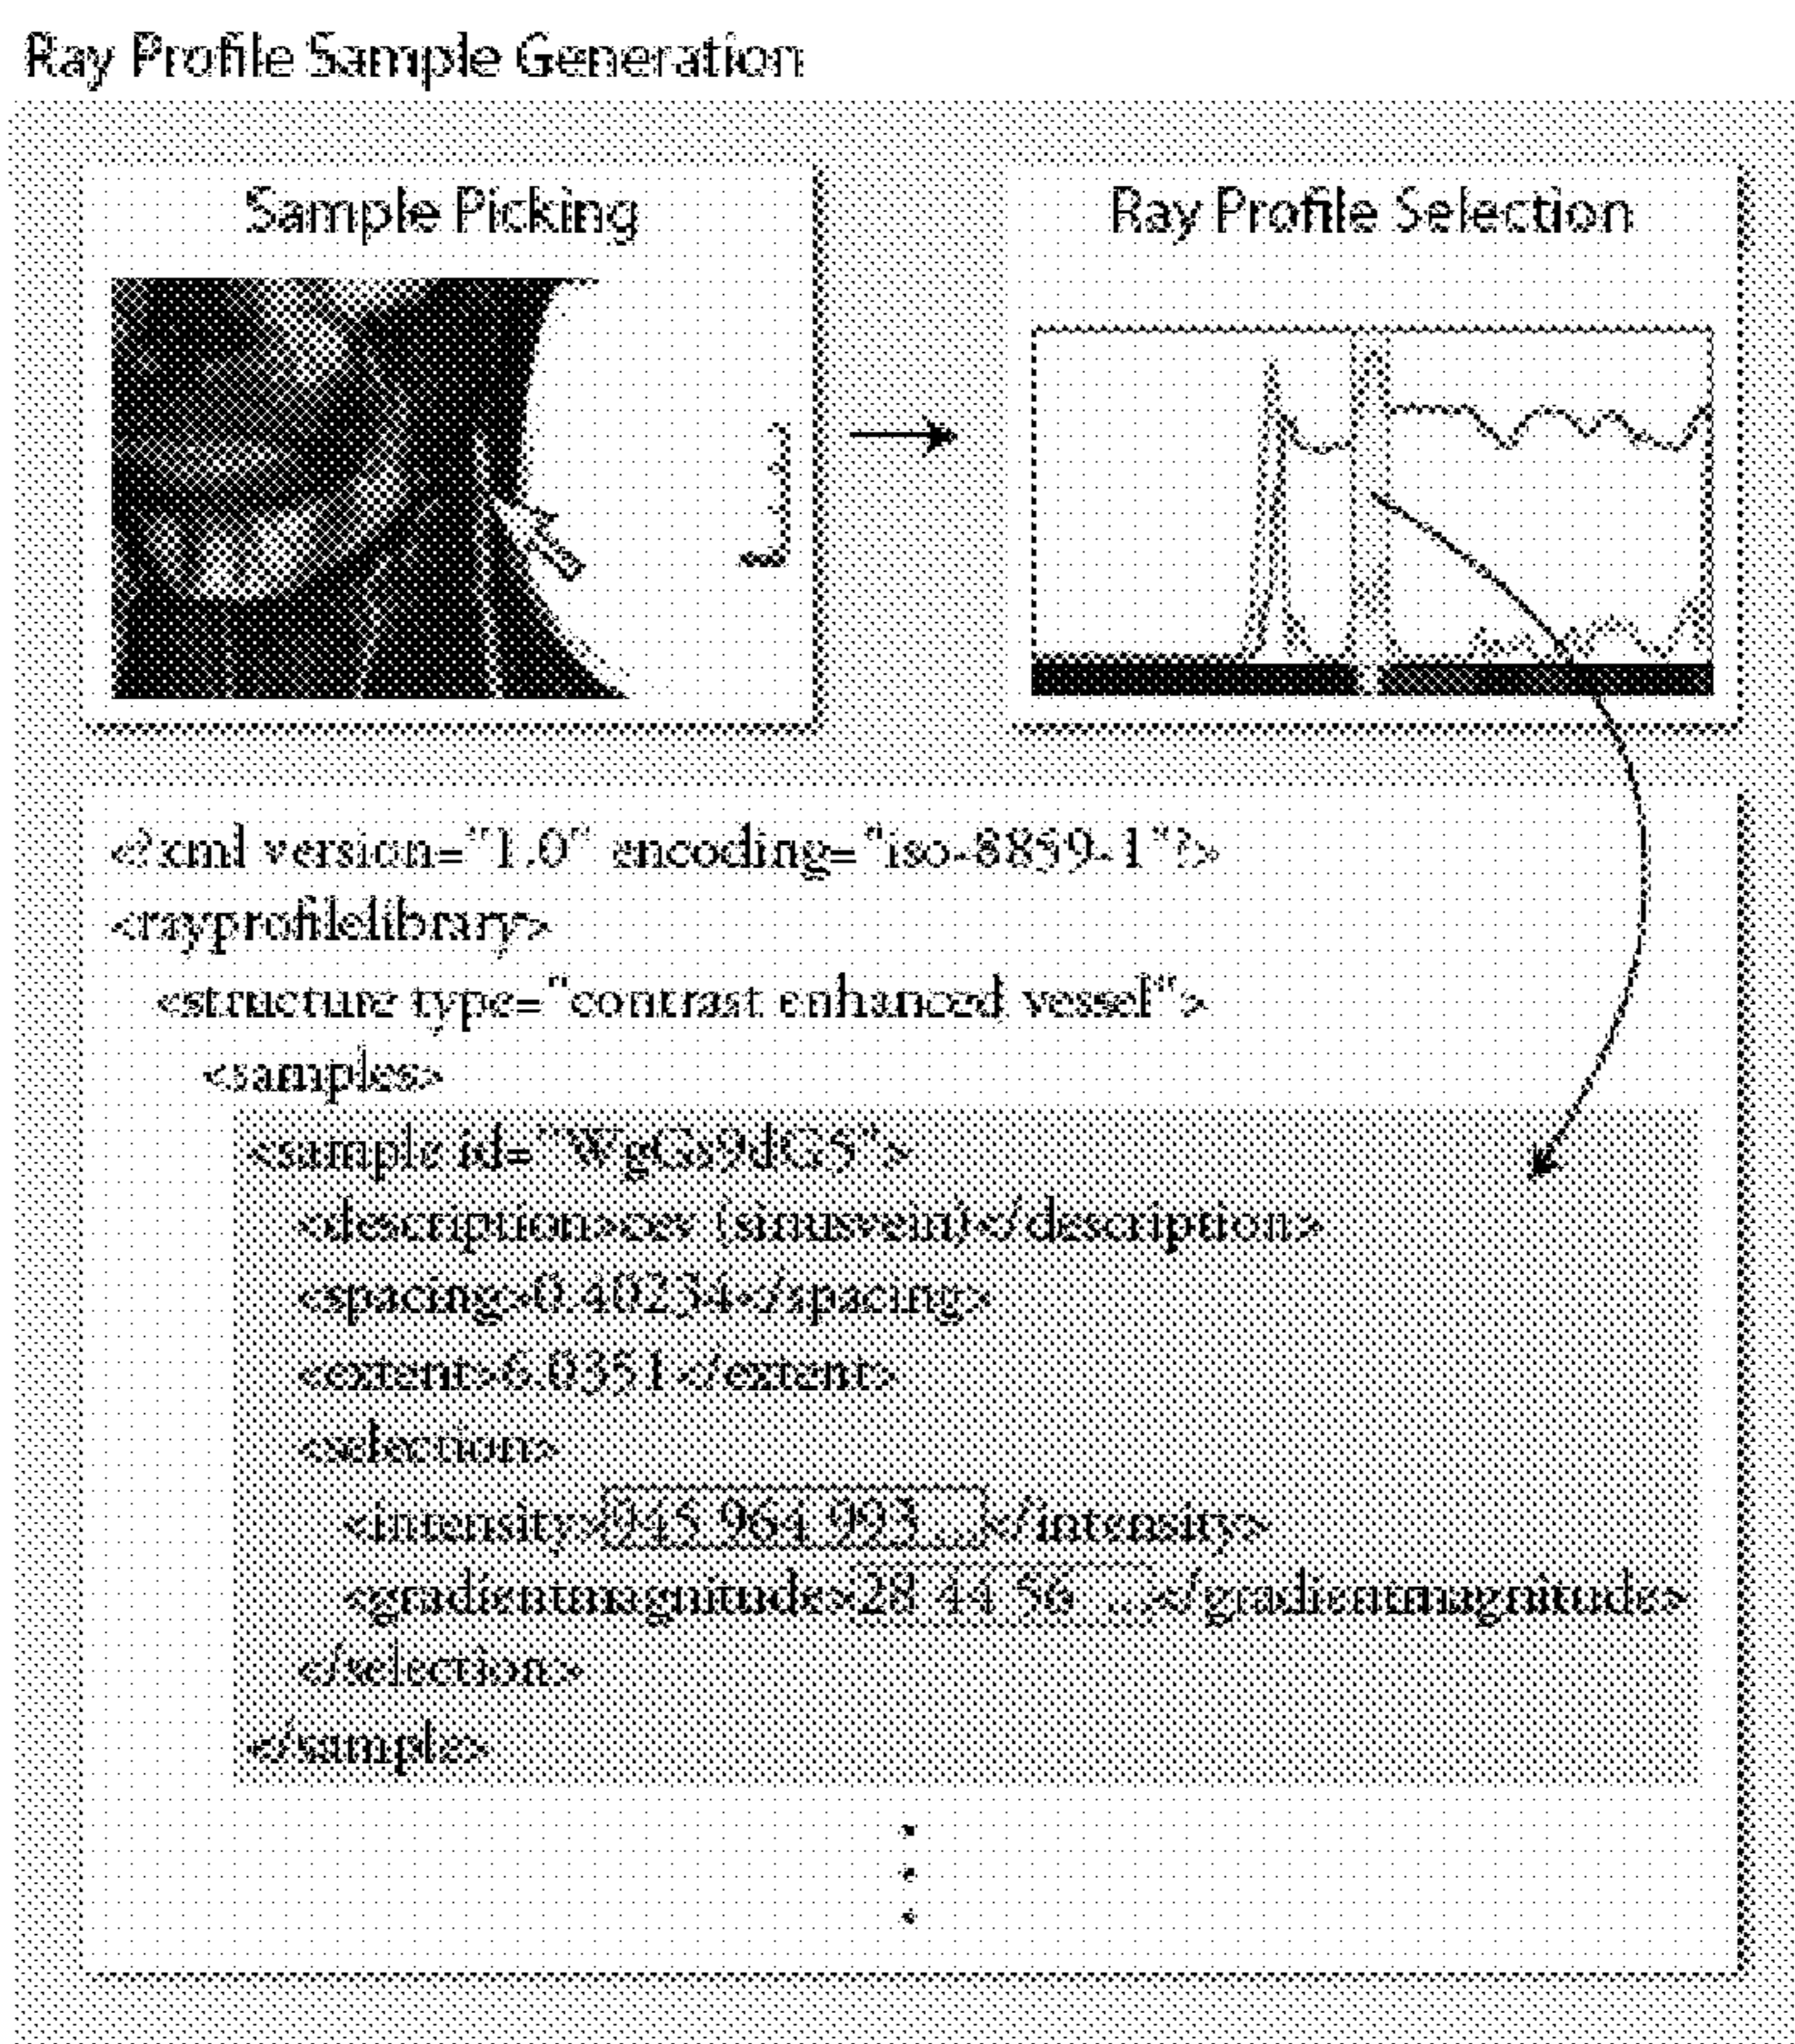 Ray Profile Sample Generation
Sample Picking
Ray Profile Selection
<?xml version="1.0" encoding="iso-8859-1"?>
<rayprofilelibrary>
<structure type="contrast enhanced vessel">
<samples>
<sample id="WgGs9dG5">
<description>cev (sinusvein)</description>
<spacing>0.40234</spacing>
<extent>6.0351</extent>
<selection>
<intensity>945 964 993 ...</intensity>
<gradientmagnitude>28 44 56 ...</gradientmagnitude>
</selection>
</sample>